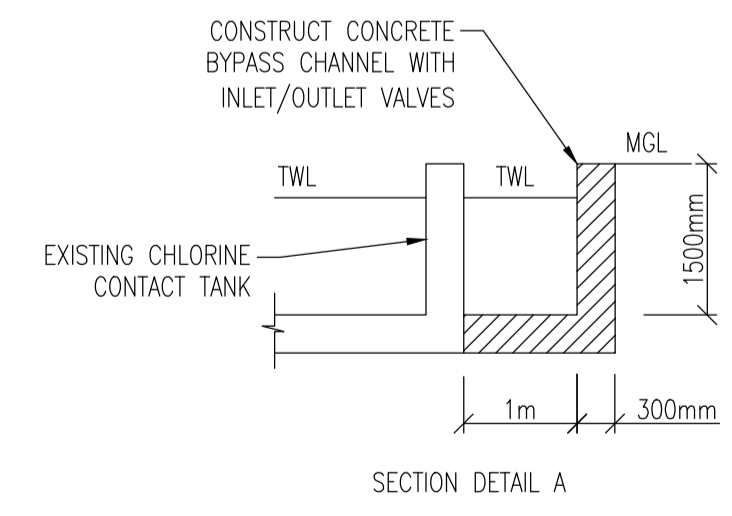 CONSTRUCT CONCRETE
BYPASS CHANNEL WITH
INLET/OUTLET VALVES
MGL
TWL
TWL
1500mm
EXISTING CHLORINE
CONTACT TANK
1m
300mm
SECTION DETAIL A